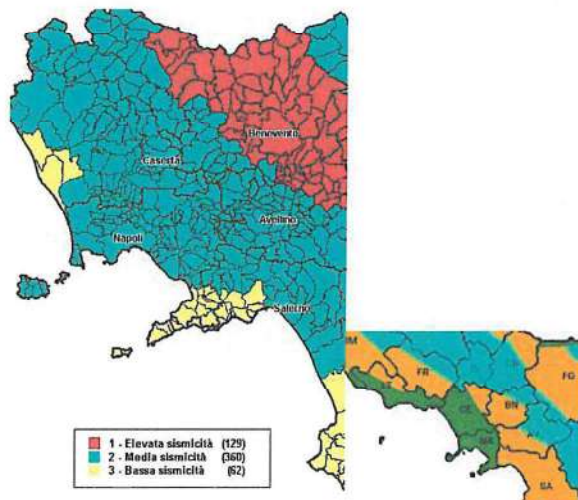 Benevento
Caserta
Avellino
Napoli
Salerno
1 - Elevata sismicità (129)
2 - Media sismicità (360)
3 - Bassa sismicità (62)
FR
FG
CE
BN
NA
SA